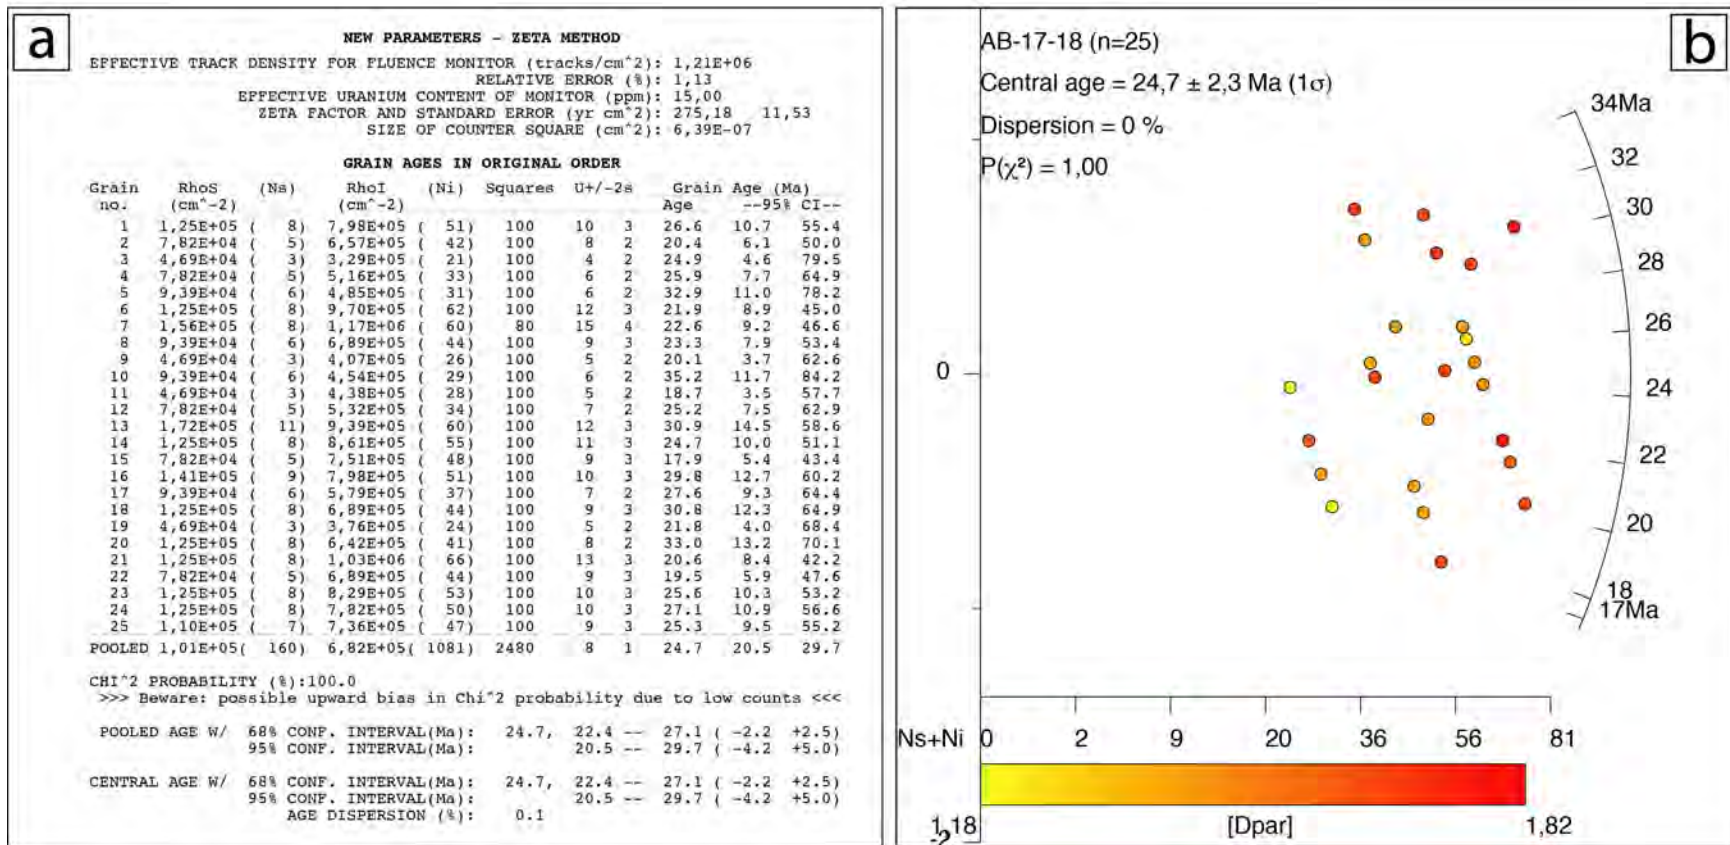 a
NEW PARAMETERS - ZETA METHOD
EFFECTIVE TRACK DENSITY FOR FLUENCE MONITOR (tracks/cm^2): 1,21E+06
RELATIVE ERROR (%): 1,13
EFFECTIVE URANIUM CONTENT OF MONITOR (ppm): 15,00
ZETA FACTOR AND STANDARD ERROR (yr cm^2): 275,18 11,53
SIZE OF COUNTER SQUARE (cm^2): 6,39E-07
GRAIN AGES IN ORIGINAL ORDER
Grain RhoS (Ns) RhoI (Ni) Squares U+/-2s Grain Age (Ma)
no. (cm^-2) (cm^-2) Age --95% CI--
1 1,25E+05 ( 8) 7,98E+05 ( 51) 100 10 3 26.6 10.7 55.4
2 7,82E+04 ( 5) 6,57E+05 ( 42) 100 8 2 20.4 6.1 50.0
3 4,69E+04 ( 3) 3,29E+05 ( 21) 100 4 2 24.9 4.6 79.5
4 7,82E+04 ( 5) 5,16E+05 ( 33) 100 6 2 25.9 7.7 64.9
5 9,39E+04 ( 6) 4,85E+05 ( 31) 100 6 2 32.9 11.0 78.2
6 1,25E+05 ( 8) 9,70E+05 ( 62) 100 12 3 21.9 8.9 45.0
7 1,56E+05 ( 8) 1,17E+06 ( 60) 80 15 4 22.6 9.2 46.6
8 9,39E+04 ( 6) 6,89E+05 ( 44) 100 9 3 23.3 7.9 53.4
9 4,69E+04 ( 3) 4,07E+05 ( 26) 100 5 2 20.1 3.7 62.6
10 9,39E+04 ( 6) 4,54E+05 ( 29) 100 6 2 35.2 11.7 84.2
11 4,69E+04 ( 3) 4,38E+05 ( 28) 100 5 2 18.7 3.5 57.7
12 7,82E+04 ( 5) 5,32E+05 ( 34) 100 7 2 25.2 7.5 62.9
13 1,72E+05 ( 11) 9,39E+05 ( 60) 100 12 3 30.9 14.5 58.6
14 1,25E+05 ( 8) 8,61E+05 ( 55) 100 11 3 24.7 10.0 51.1
15 7,82E+04 ( 5) 7,51E+05 ( 48) 100 9 3 17.9 5.4 43.4
16 1,41E+05 ( 9) 7,98E+05 ( 51) 100 10 3 29.8 12.7 60.2
17 9,39E+04 ( 6) 5,79E+05 ( 37) 100 7 2 27.6 9.3 64.4
18 1,25E+05 ( 8) 6,89E+05 ( 44) 100 9 3 30.8 12.3 64.9
19 4,69E+04 ( 3) 3,76E+05 ( 24) 100 5 2 21.8 4.0 68.4
20 1,25E+05 ( 8) 6,42E+05 ( 41) 100 8 2 33.0 13.2 70.1
21 1,25E+05 ( 8) 1,03E+06 ( 66) 100 13 3 20.6 8.4 42.2
22 7,82E+04 ( 5) 6,89E+05 ( 44) 100 9 3 19.5 5.9 47.6
23 1,25E+05 ( 8) 8,29E+05 ( 53) 100 10 3 25.6 10.3 53.2
24 1,25E+05 ( 8) 7,82E+05 ( 50) 100 10 3 27.1 10.9 56.6
25 1,10E+05 ( 7) 7,36E+05 ( 47) 100 9 3 25.3 9.5 55.2
POOLED 1,01E+05( 160) 6,82E+05( 1081) 2480 8 1 24.7 20.5 29.7
CHI^2 PROBABILITY (%):100.0
>>> Beware: possible upward bias in Chi^2 probability due to low counts <<<
POOLED AGE W/ 68% CONF. INTERVAL(Ma): 24.7, 22.4 -- 27.1 ( -2.2 +2.5)
95% CONF. INTERVAL(Ma): 20.5 -- 29.7 ( -4.2 +5.0)
CENTRAL AGE W/ 68% CONF. INTERVAL(Ma): 24.7, 22.4 -- 27.1 ( -2.2 +2.5)
95% CONF. INTERVAL(Ma): 20.5 -- 29.7 ( -4.2 +5.0)
AGE DISPERSION (%): 0.1
b
AB-17-18 (n=25)
Central age = 24,7 ± 2,3 Ma (1σ)
Dispersion = 0 %
P(χ²) = 1,00
34Ma
32
30
28
26
24
22
20
18
17Ma
0
-2
Ns+Ni 0 2 9 20 36 56 81
1,18 [Dpar] 1,82